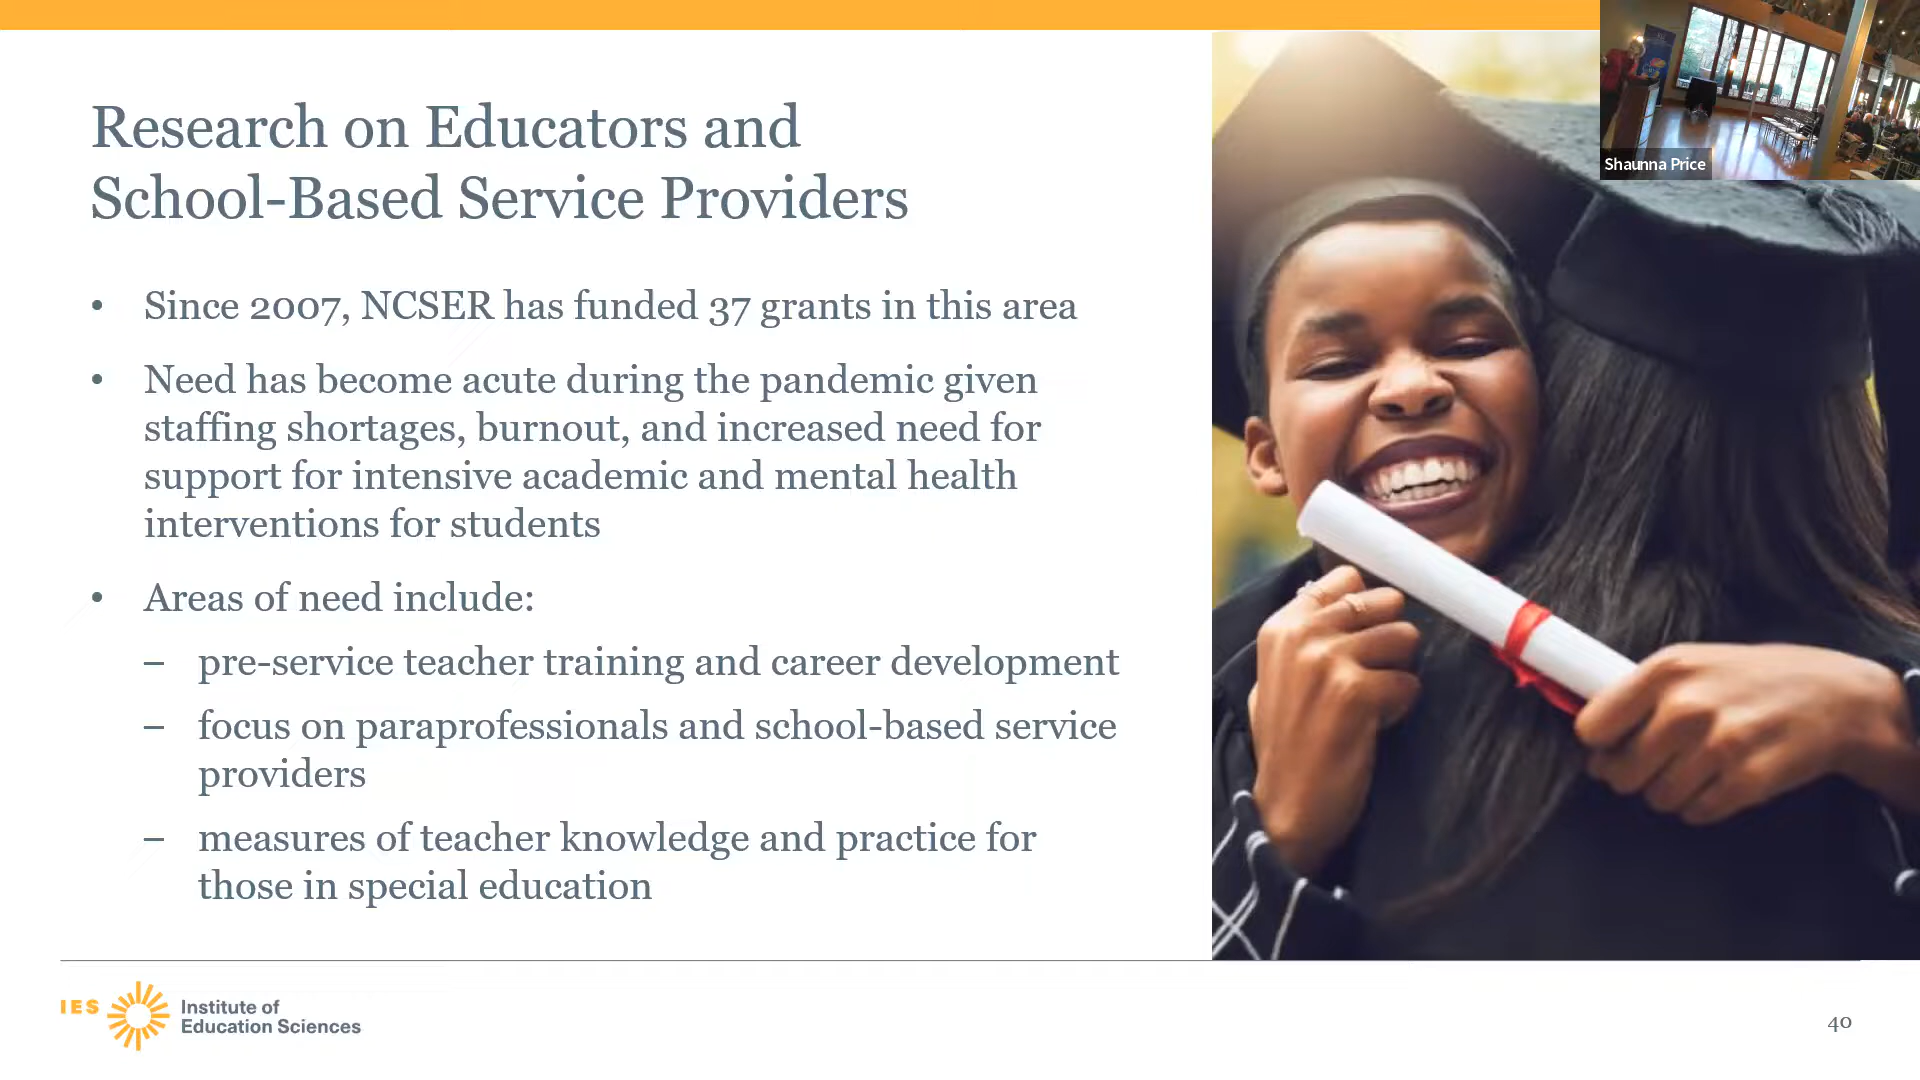 Research on Educators and
School-Based Service Providers
• Since 2007, NCSER has funded 37 grants in this area
• Need has become acute during the pandemic given
staffing shortages, burnout, and increased need for
support for intensive academic and mental health
interventions for students
• Areas of need include:
– pre-service teacher training and career development
– focus on paraprofessionals and school-based service
providers
– measures of teacher knowledge and practice for
those in special education
Shaunna Price
IES
Institute of
Education Sciences
40